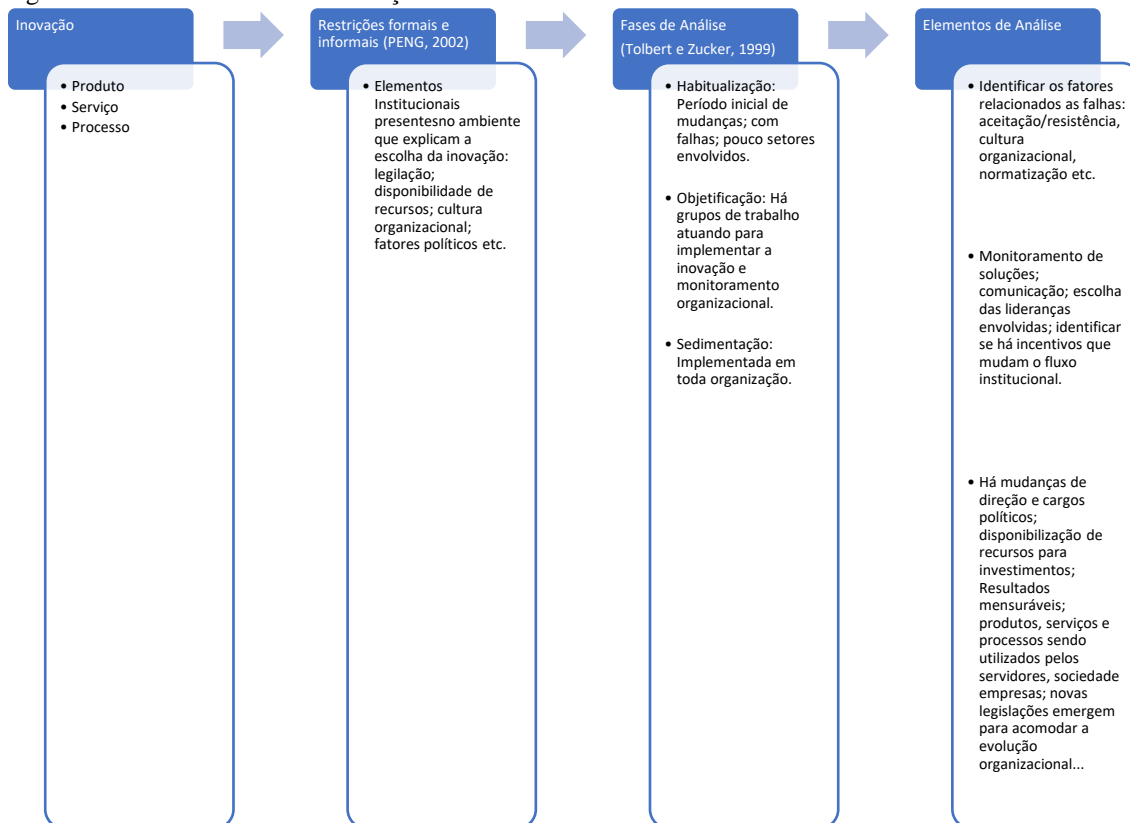 Inovação
• Produto
• Serviço
• Processo
Restrições formais e
informais (PENG, 2002)
• Elementos
Institucionais
presentesno ambiente
que explicam a
escolha da inovação:
legilação;
disponibilidade de
recursos; cultura
organizacional;
fatores políticos etc.
Fases de Análise
(Tolbert e Zucker, 1999)
• Habitualização:
Período inicial de
mudanças; com
falhas; pouco setores
envolvidos.
• Objetificação: Há
grupos de trabalho
atuando para
implementar a
inovação e
monitoramento
organizacional.
• Sedimentação:
Implementada em
toda organização.
Elementos de Análise
• Identificar os fatores
relacionados as falhas:
aceitação/resistência,
cultura
organizacional,
normatização etc.
• Monitoramento de
soluções;
comunicação; escolha
das lideranças
envolvidas; identificar
se há incentivos que
mudam o fluxo
institucional.
• Há mudanças de
direção e cargos
políticos;
disponibilização de
recursos para
investimentos;
Resultados
mensuráveis;
produtos, serviços e
processos sendo
utilizados pelos
servidores, sociedade
empresas; novas
legislações emergem
para acomodar a
evolução
organizacional...